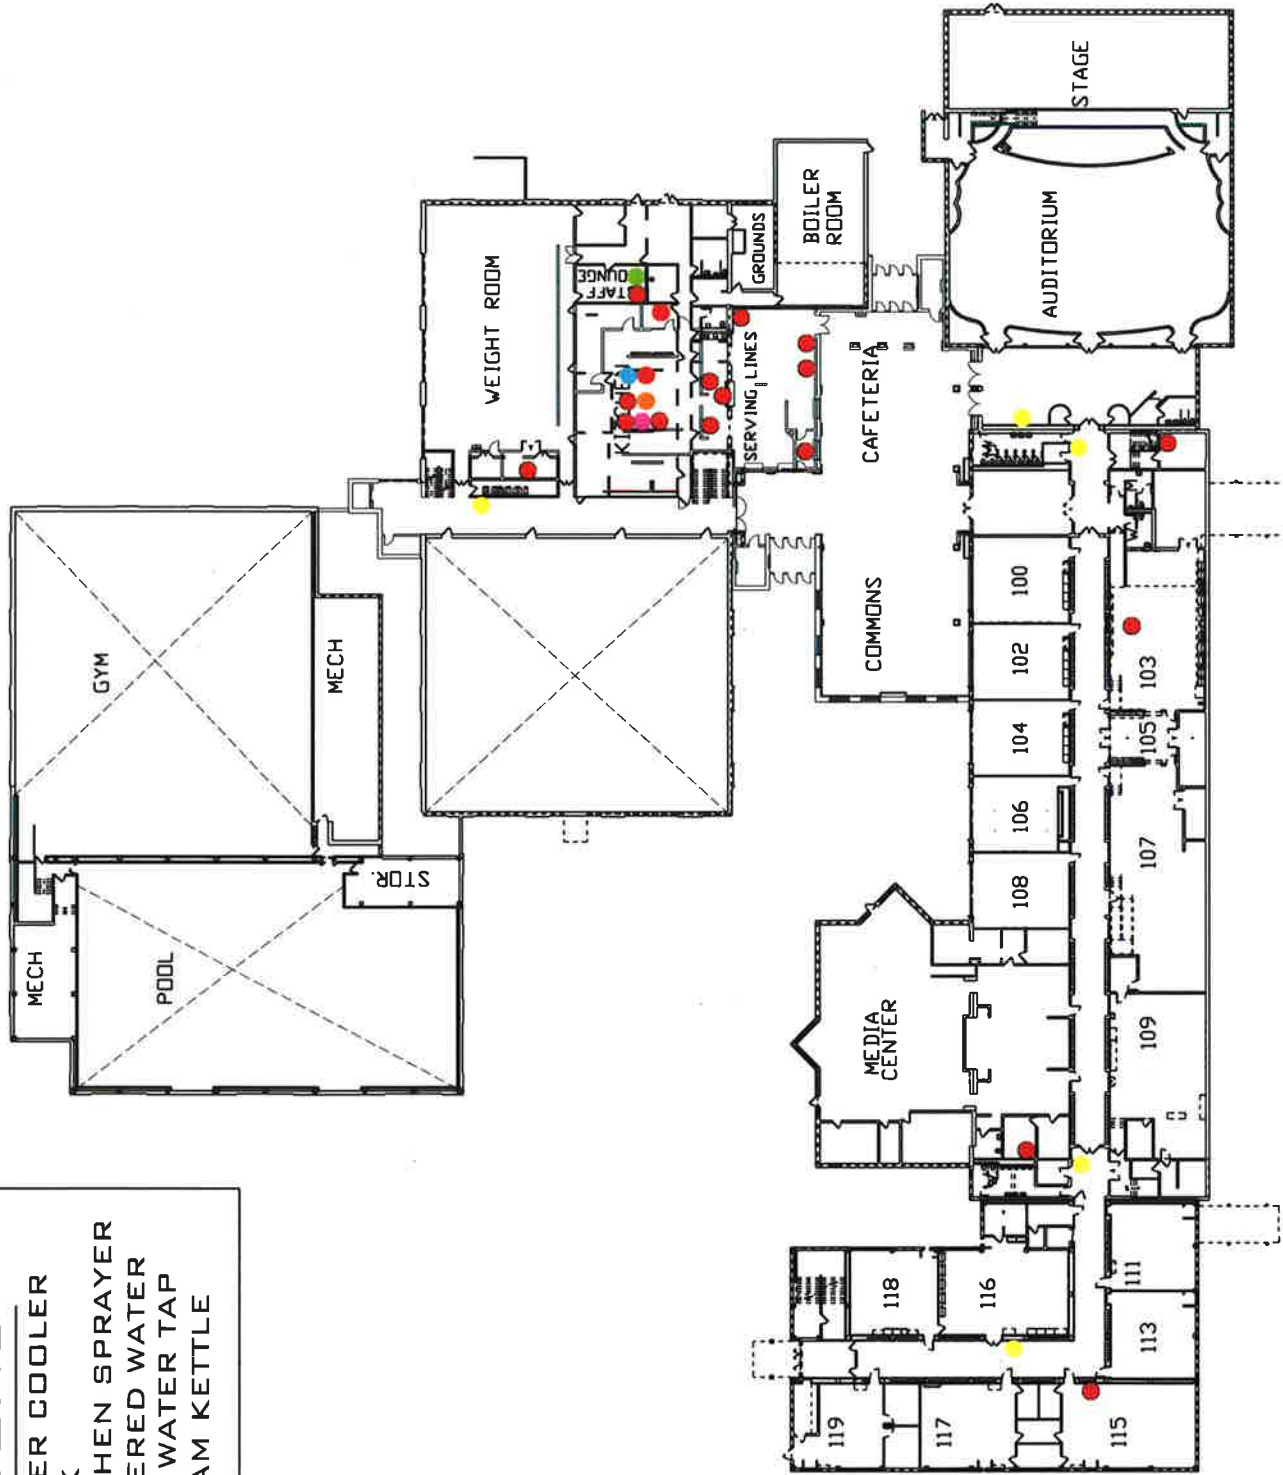 ER COOLER
HEN SPRAYER
ERED WATER
WATER TAP
AM KETTLE
MECH
POOL
STOR.
GYM
MECH
WEIGHT ROOM
STAFF
LOUNGE
SERVING LINES
GROUNDS
BOILER
ROOM
COMMONS
CAFETERIA
STAGE
AUDITORIUM
MEDIA
CENTER
100
102
104
106
108
103
105
107
109
111
113
115
116
117
118
119